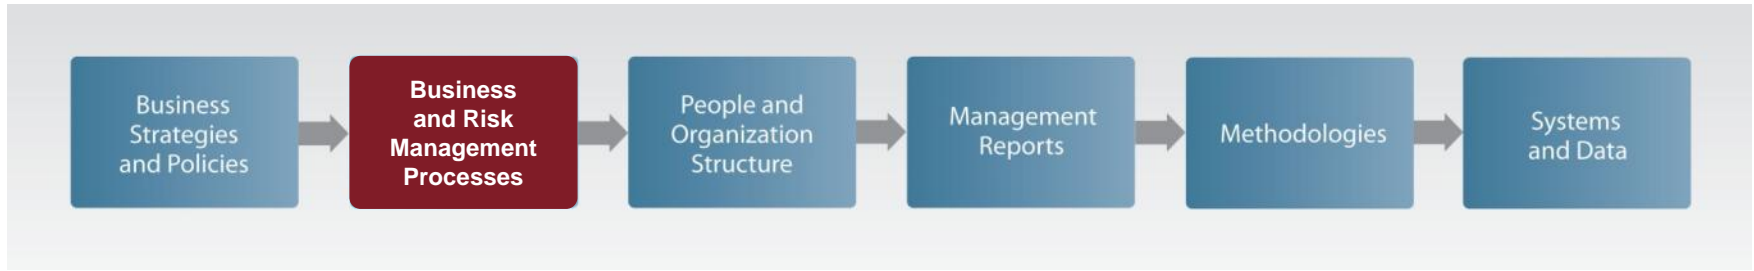 Business
Strategies
and Policies
Business
and Risk
Management
Processes
People and
Organization
Structure
Management
Reports
Methodologies
Systems
and Data